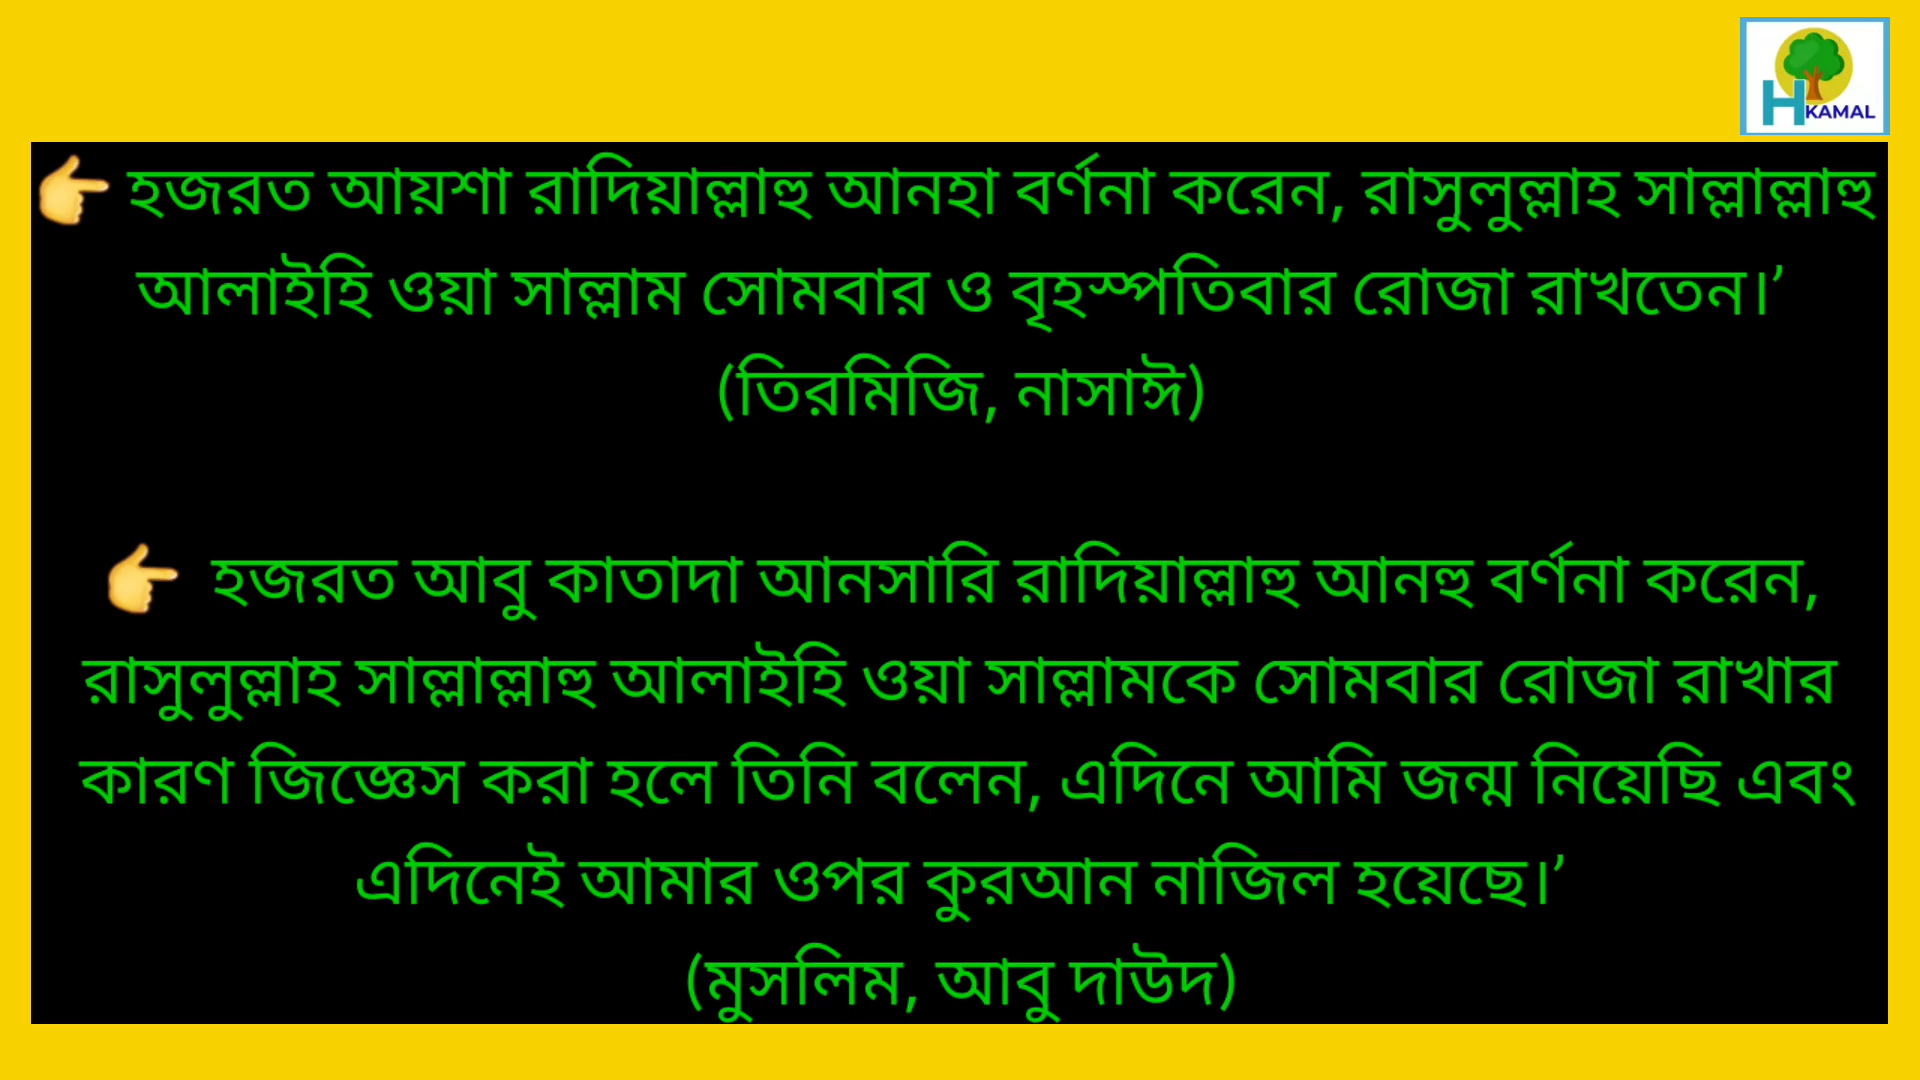 H KAMAL
👉 হজরত আয়শা রাদিয়াল্লাহু আনহা বর্ণনা করেন, রাসুলুল্লাহ সাল্লাল্লাহু
আলাইহি ওয়া সাল্লাম সোমবার ও বৃহস্পতিবার রোজা রাখতেন।’
(তিরমিজি, নাসাঈ)
👉 হজরত আবু কাতাদা আনসারি রাদিয়াল্লাহু আনহু বর্ণনা করেন,
রাসুলুল্লাহ সাল্লাল্লাহু আলাইহি ওয়া সাল্লামকে সোমবার রোজা রাখার
কারণ জিজ্ঞেস করা হলে তিনি বলেন, এদিনে আমি জন্ম নিয়েছি এবং
এদিনেই আমার ওপর কুরআন নাজিল হয়েছে।’
(মুসলিম, আবু দাউদ)